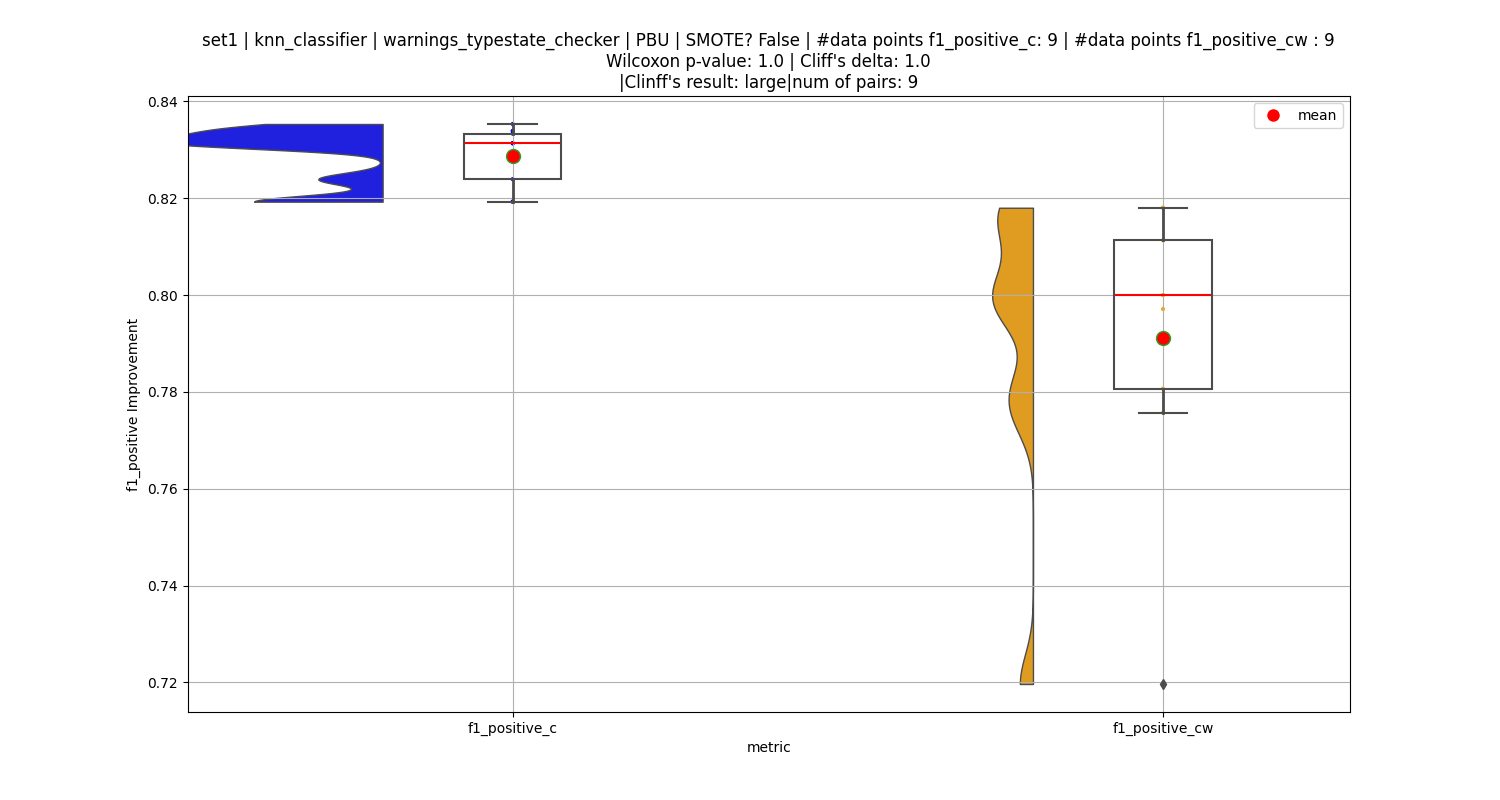 set1 | knn_classifier | warnings_typestate_checker | PBU | SMOTE? False | #data points f1_positive_c: 9 | #data points f1_positive_cw : 9
Wilcoxon p-value: 1.0 | Cliff's delta: 1.0
|Clinff's result: large|num of pairs: 9
mean
0.84
0.82
0.80
0.78
0.76
0.74
0.72
f1_positive Improvement
f1_positive_c
f1_positive_cw
metric